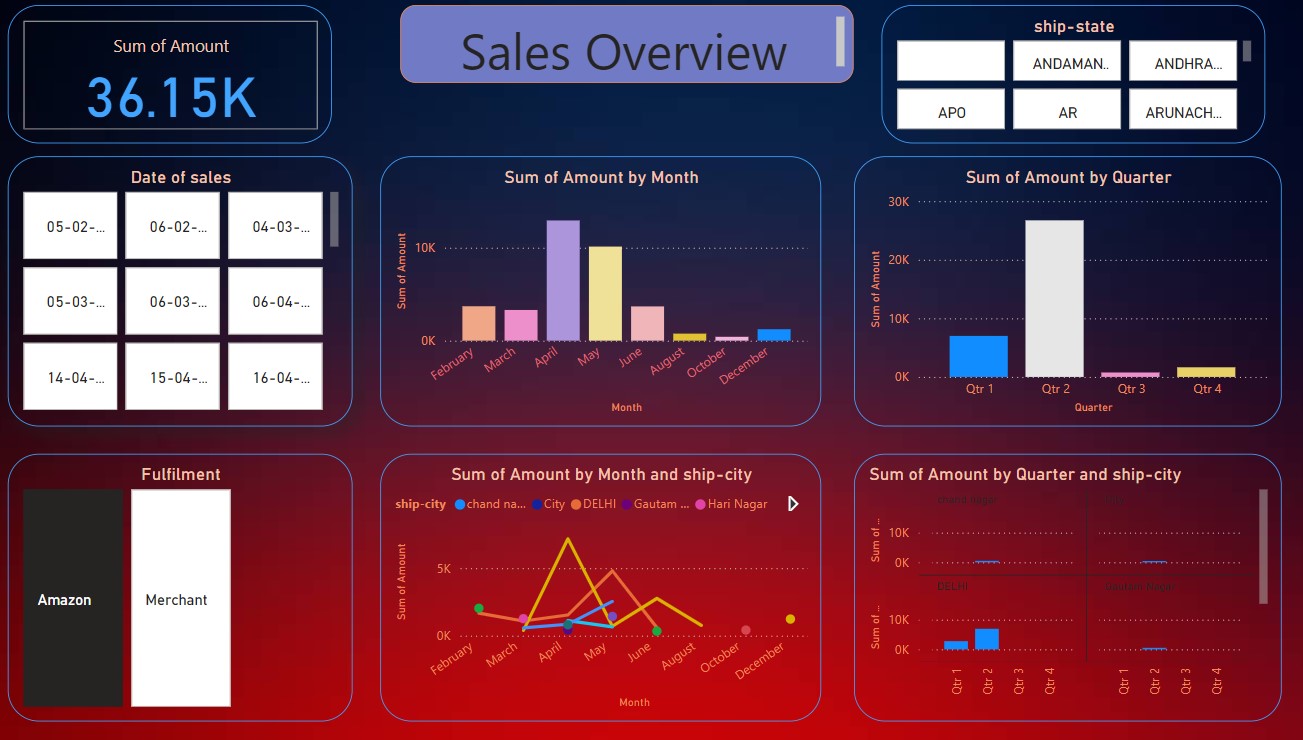 Sum of Amount
36.15K
Sales Overview
ship-state
ANDAMAN..
ANDHRA...
APO
AR
ARUNACH...
Date of sales
05-02-...
06-02-...
04-03-...
05-03-...
06-03-...
06-04-...
14-04-...
15-04-...
16-04-...
Sum of Amount by Month
Sum of Amount
10K
0K
February
March
April
May
June
August
October
December
Month
Sum of Amount by Quarter
Sum of Amount
30K
20K
10K
0K
Qtr 1
Qtr 2
Qtr 3
Qtr 4
Quarter
Fulfilment
Amazon
Merchant
Sum of Amount by Month and ship-city
ship-city
chand na...
City
DELHI
Gautam ...
Hari Nagar
Sum of Amount
5K
0K
February
March
April
May
June
August
October
December
Month
Sum of Amount by Quarter and ship-city
chand nagar
Sum of ...
10K
0K
DELHI
Gautam Nagar
Sum of ...
10K
0K
Qtr 1
Qtr 2
Qtr 3
Qtr 4
Qtr 1
Qtr 2
Qtr 3
Qtr 4